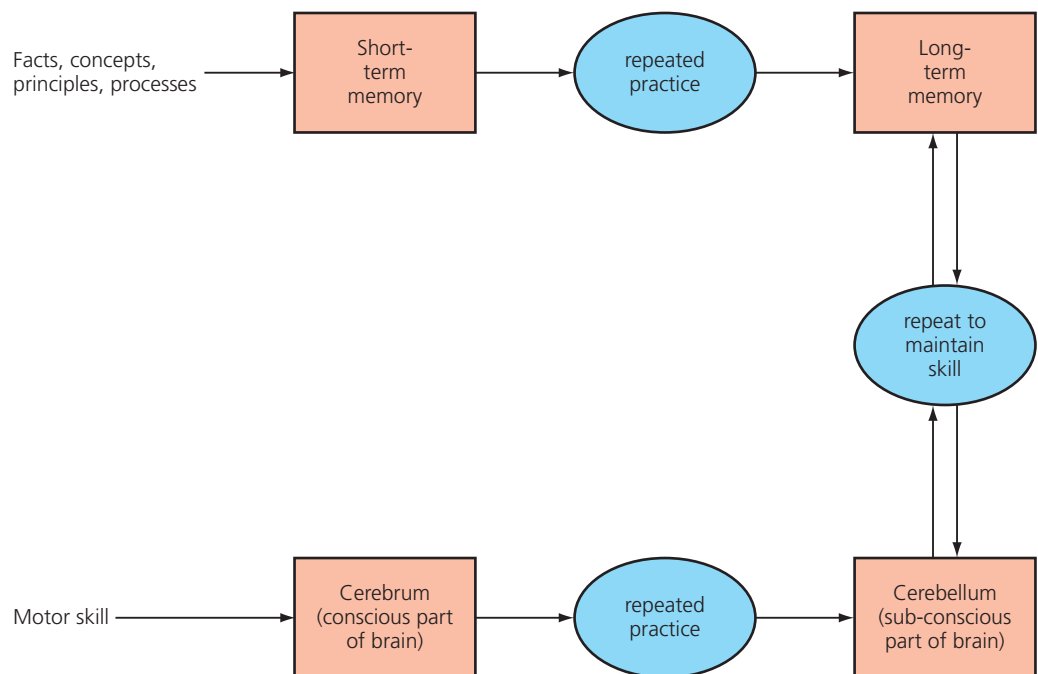 Facts, concepts,
principles, processes
Short-
term
memory
repeated
practice
Long-
term
memory
repeat to
maintain
skill
Motor skill
Cerebrum
(conscious part
of brain)
repeated
practice
Cerebellum
(sub-conscious
part of brain)